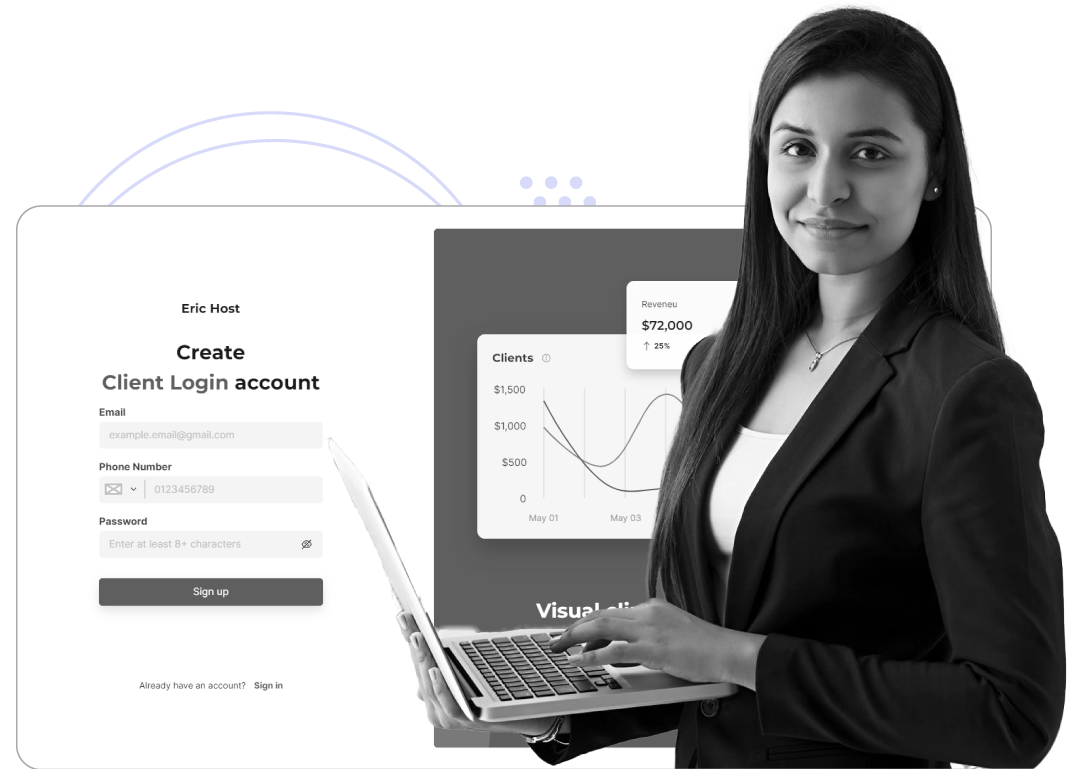 Eric Host
Create
Client Login account
Email
example.email@gmail.com
Phone Number
0123456789
Password
Enter at least 8+ characters
Sign up
Already have an account? Sign in
Reveneu
$72,000
↑ 25%
Clients
$1,500
$1,000
$500
0
May 01
May 03
Visual